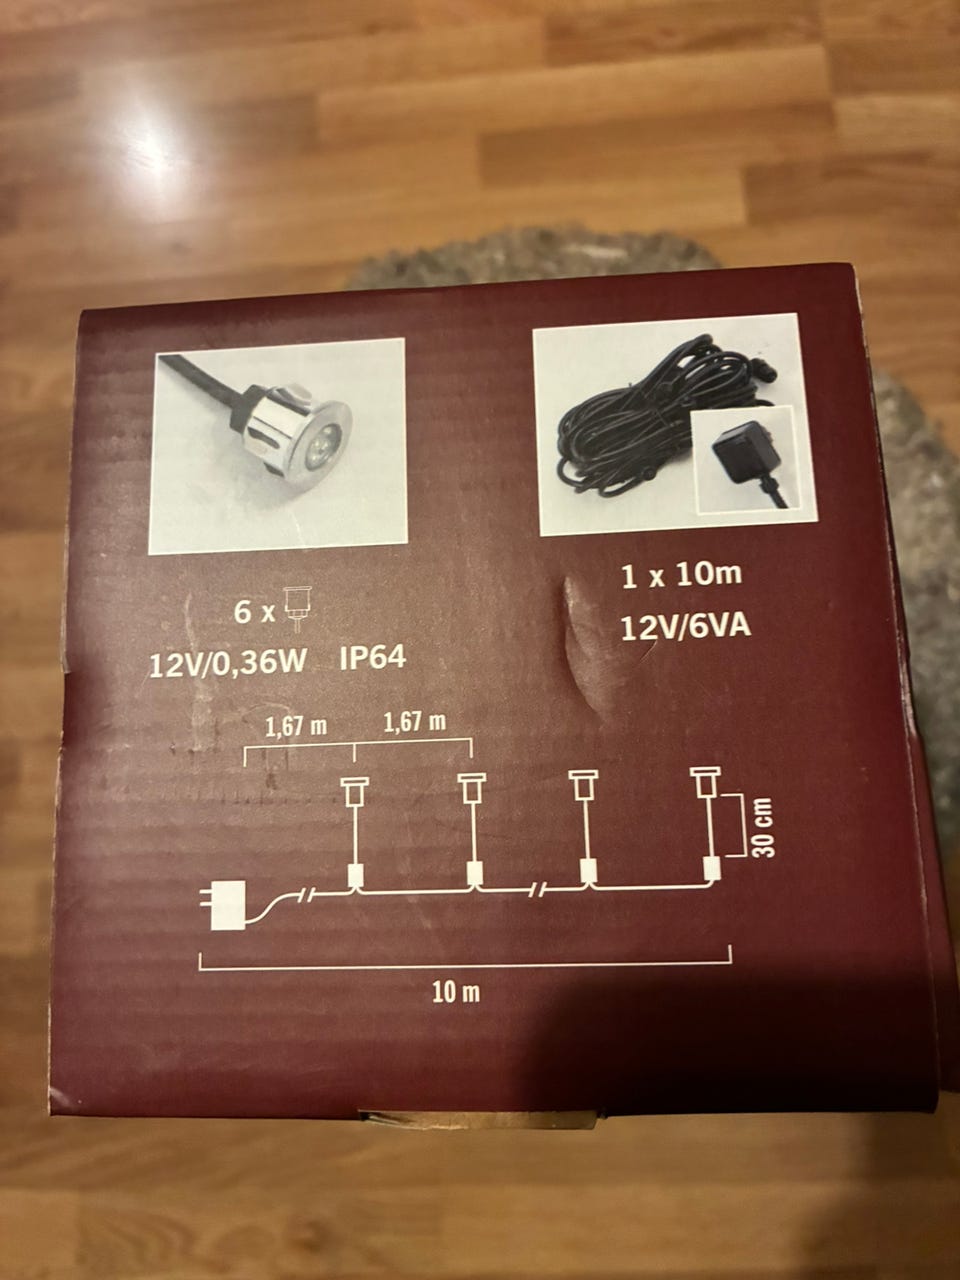 6 x
12V/0,36W IP64
1 x 10m
12V/6VA
1,67 m 1,67 m
30 cm
10 m